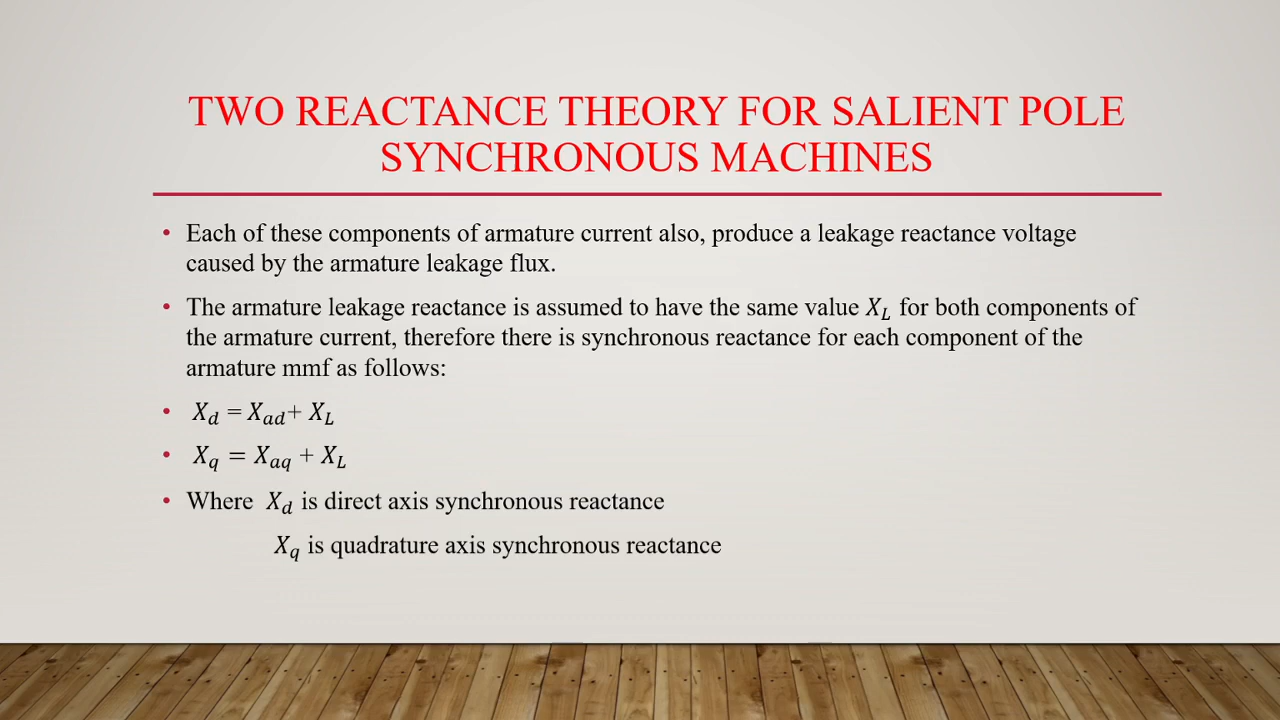 TWO REACTANCE THEORY FOR SALIENT POLE
SYNCHRONOUS MACHINES
• Each of these components of armature current also, produce a leakage reactance voltage
caused by the armature leakage flux.
• The armature leakage reactance is assumed to have the same value X_L for both components of
the armature current, therefore there is synchronous reactance for each component of the
armature mmf as follows:
• X_d = X_ad + X_L
• X_q = X_aq + X_L
• Where X_d is direct axis synchronous reactance
X_q is quadrature axis synchronous reactance